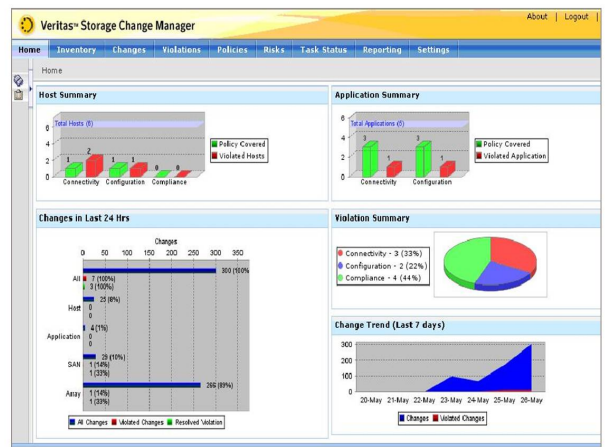 Veritas™ Storage Change Manager
About | Logout |
Home Inventory Changes Violations Policies Risks Task Status Reporting Settings
Home
Host Summary
6
4
2
0
Total Hosts (6)
1 2 1 1 0 0
Connectivity Configuration Compliance
Policy Covered
Violated Hosts
Application Summary
6
4
2
0
Total Applications (6)
3 1 3 1
Connectivity Configuration
Policy Covered
Violated Application
Changes in Last 24 Hrs
Changes
0 50 100 150 200 250 300 350
300 (100%
All 7 (100%)
3 (100%)
25 (8%)
Host 0
0
4 (1%)
Application 0
0
29 (10%)
SAN 1 (14%)
1 (33%)
266 (89%)
Array 1 (14%)
1 (33%)
All Changes Violated Changes Resolved Violation
Violation Summary
Connectivity - 3 (33%)
Configuration - 2 (22%)
Compliance - 4 (44%)
Change Trend (Last 7 days)
300
200
100
0
20-May 21-May 22-May 23-May 24-May 25-May 26-May
Changes Violated Changes